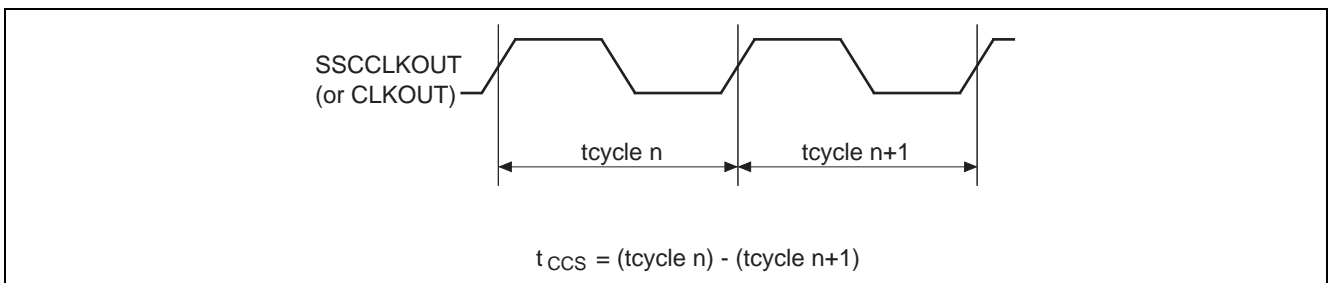 SSCCLKOUT
(or CLKOUT)
tcycle n
tcycle n+1
t CCS = (tcycle n) - (tcycle n+1)